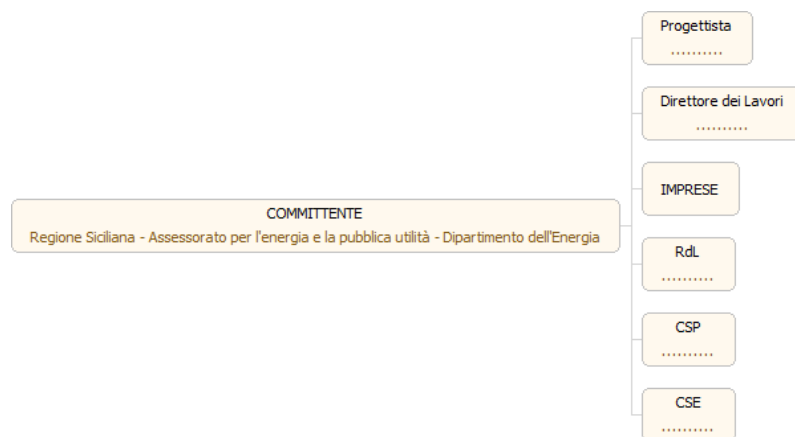 Progettista
..........
Direttore dei Lavori
..........
IMPRESE
COMMITTENTE
Regione Siciliana - Assessorato per l'energia e la pubblica utilità - Dipartimento dell'Energia
RdL
..........
CSP
..........
CSE
..........